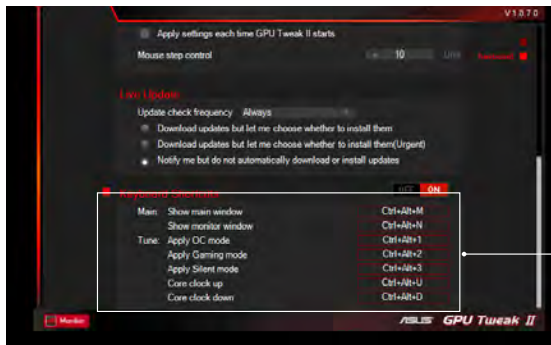 V1.0.7.0
Apply settings each time GPU Tweak II starts
Mouse step control 10
Live Update
Update check frequency Always
Download updates but let me choose whether to install them
Download updates but let me choose whether to install them(Urgent)
Notify me but do not automatically download or install updates
Keyboard Shortcuts OFF ON
Main: Show main window Ctrl+Alt+M
Show monitor window Ctrl+Alt+N
Tune: Apply OC mode Ctrl+Alt+1
Apply Gaming mode Ctrl+Alt+2
Apply Silent mode Ctrl+Alt+3
Core clock up Ctrl+Alt+U
Core clock down Ctrl+Alt+D
Monitor
ASUS GPU Tweak II